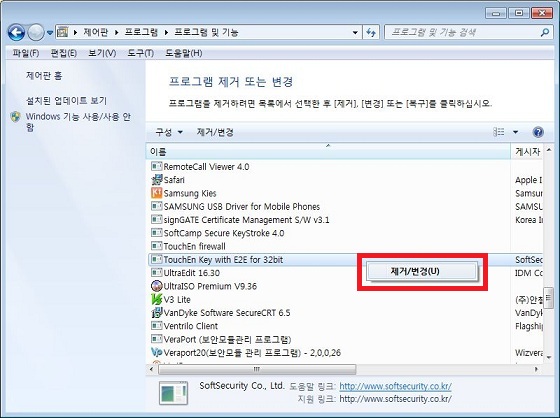 제어판 ▸ 프로그램 ▸ 프로그램 및 기능
프로그램 및 기능 검색
파일(F) 편집(E) 보기(V) 도구(T) 도움말(H)
제어판 홈
설치된 업데이트 보기
Windows 기능 사용/사용 안
함
프로그램 제거 또는 변경
프로그램을 제거하려면 목록에서 선택한 후 [제거], [변경] 또는 [복구]를 클릭하십시오.
구성 제거/변경
이름 게시자
RemoteCall Viewer 4.0
Safari Apple I
Samsung Kies Samsung
SAMSUNG USB Driver for Mobile Phones Samsung
signGATE Certificate Management S/W v3.1 Korea In
SoftCamp Secure KeyStroke 4.0
TouchEn firewall
TouchEn Key with E2E for 32bit SoftSec
제거/변경(U)
UltraEdit 16.30 IDM Co
UltraISO Premium V9.36
V3 Lite (주)안철
VanDyke Software SecureCRT 6.5 VanDyke
Ventrilo Client Flagship
VeraPort (보안모듈관리 프로그램)
Veraport20(보안모듈관리 프로그램) - 2,0,0,26 Wizvera
SoftSecurity Co., Ltd. 도움말 링크: http://www.softsecurity.co.kr/
지원 링크: http://www.softsecurity.co.kr/